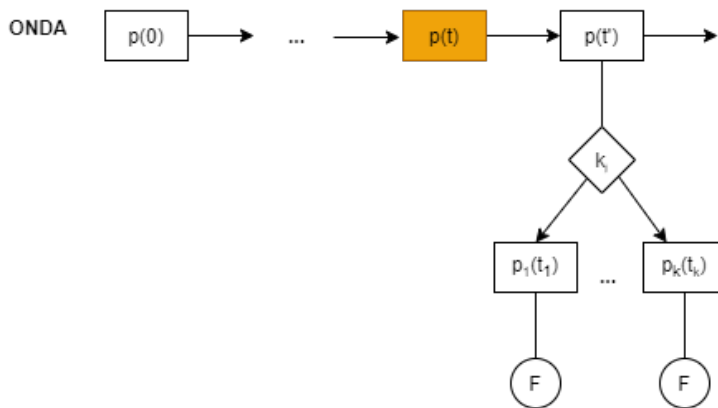 ONDA
p(0) ... p(t) p(t')
kᵢ
p₁(t₁) ... pₖ(tₖ)
F F